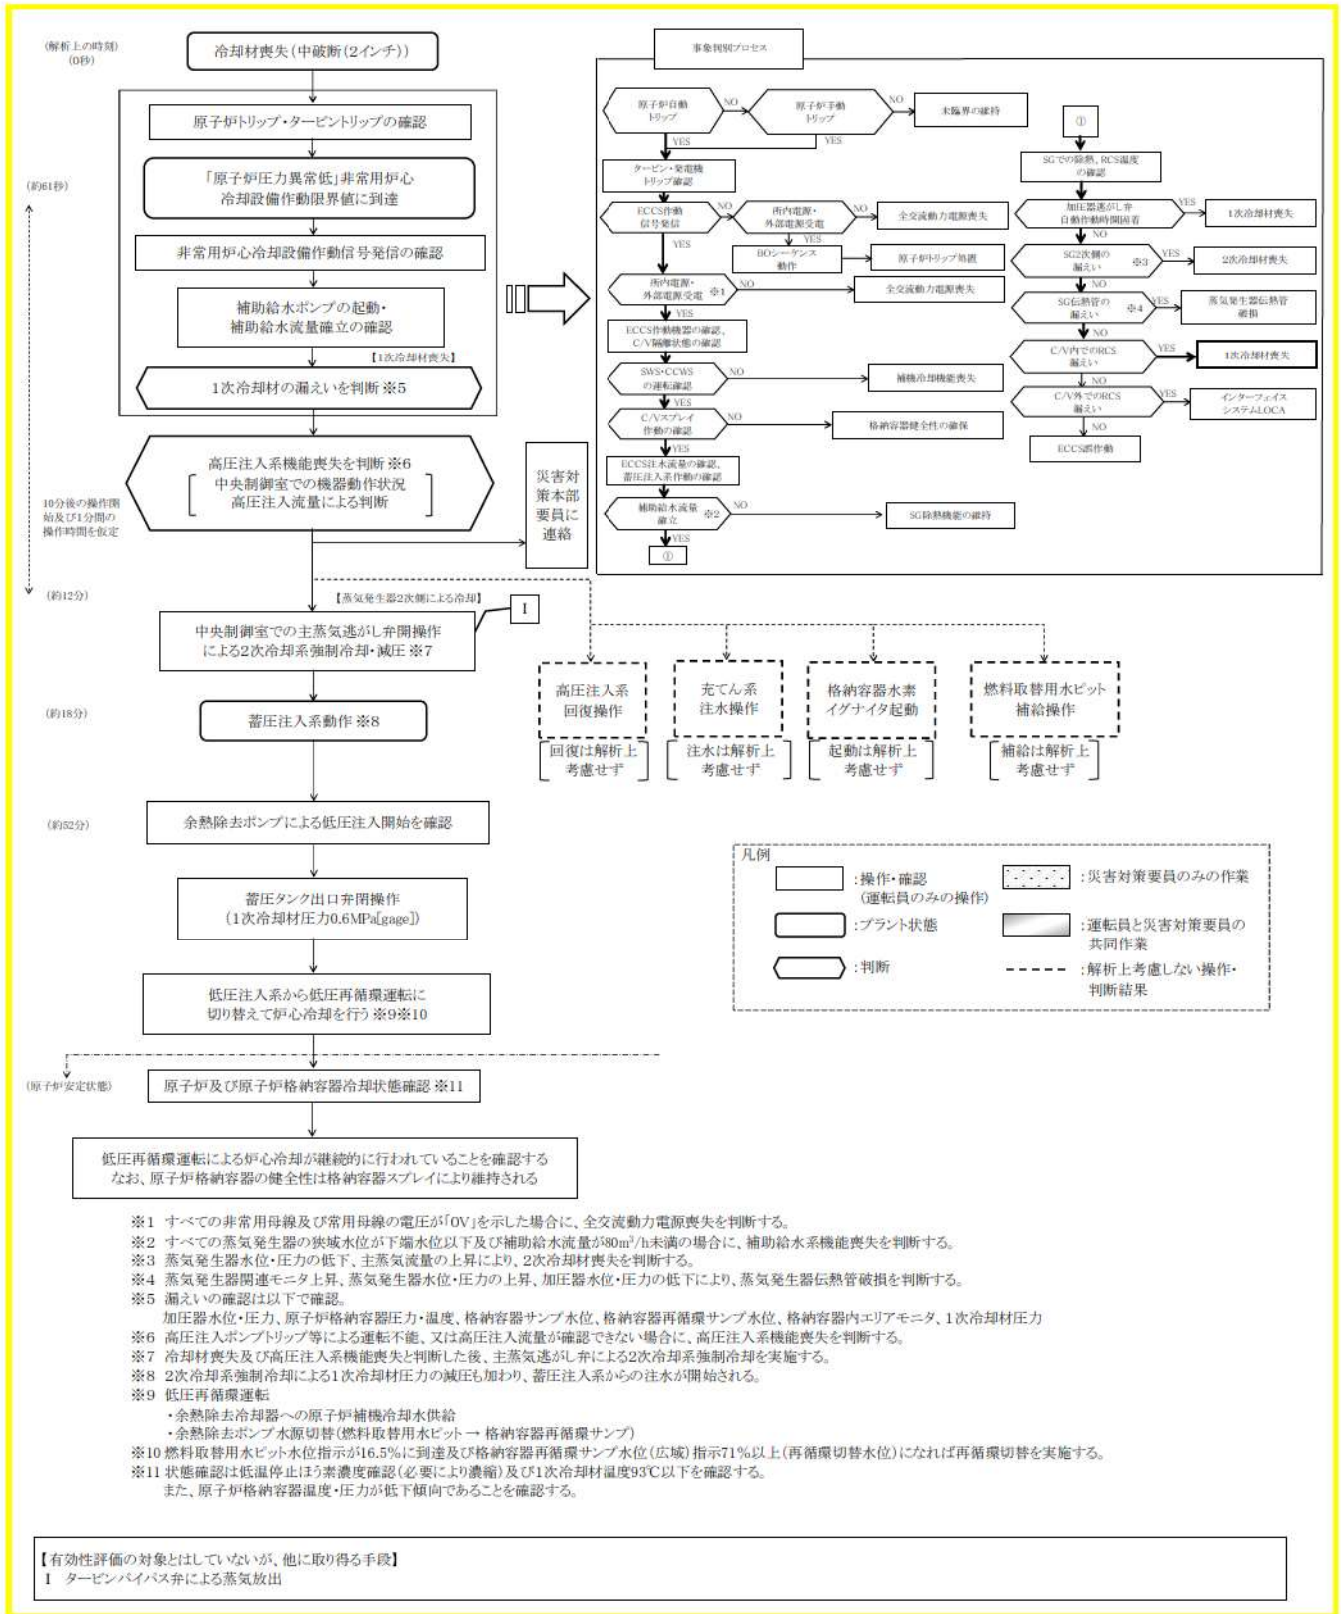 (解析上の時刻)
(0秒)
冷却材喪失(中破断(2インチ))
原子炉トリップ・タービントリップの確認
(約61秒)
「原子炉圧力異常低」非常用炉心
冷却設備作動限界値に到達
非常用炉心冷却設備作動信号発信の確認
補助給水ポンプの起動・
補助給水流量確立の確認
【1次冷却材喪失】
1次冷却材の漏えいを判断 ※5
高圧注入系機能喪失を判断 ※6
中央制御室での機器動作状況
高圧注入流量による判断
10分後の操作開
始及び1分間の
操作時間を仮定
災害対
策本部
要員に
連絡
(約12分)
【蒸気発生器2次側による冷却】
I
中央制御室での主蒸気逃がし弁開操作
による2次冷却系強制冷却・減圧 ※7
(約18分)
蓄圧注入系動作 ※8
(約52分)
余熱除去ポンプによる低圧注入開始を確認
蓄圧タンク出口弁閉操作
(1次冷却材圧力0.6MPa[gage])
低圧注入系から低圧再循環運転に
切り替えて炉心冷却を行う ※9※10
(原子炉安定状態)
原子炉及び原子炉格納容器冷却状態確認 ※11
低圧再循環運転による炉心冷却が継続的に行われていることを確認する
なお、原子炉格納容器の健全性は格納容器スプレイにより維持される
事象判別プロセス
原子炉自動
トリップ
NO
原子炉手動
トリップ
NO
未臨界の維持
YES
YES
タービン・発電機
トリップ確認
ECCS作動
信号発信
NO
所内電源・
外部電源受電
NO
全交流動力電源喪失
YES
YES
BOシーケンス
動作
原子炉トリップ処置
所内電源・
外部電源受電 ※1
NO
全交流動力電源喪失
YES
ECCS作動機器の確認、
C/V隔離状態の確認
SWS・CCWS
の運転確認
NO
補機冷却機能喪失
YES
C/Vスプレイ
作動の確認
NO
格納容器健全性の確保
YES
ECCS注水流量の確認、
蓄圧注入系作動の確認
補助給水流量
確立 ※2
NO
SG除熱機能の維持
YES
①
①
SGでの除熱、RCS温度
の確認
加圧器逃がし弁
自動作動時開固着
YES
1次冷却材喪失
NO
SG2次側の
漏えい ※3
YES
2次冷却材喪失
NO
SG伝熱管の
漏えい ※4
YES
蒸気発生器伝熱管
破損
NO
C/V内でのRCS
漏えい
YES
1次冷却材喪失
NO
C/V外でのRCS
漏えい
YES
インターフェイス
システムLOCA
NO
ECCS誤作動
高圧注入系
回復操作
回復は解析上
考慮せず
充てん系
注水操作
注水は解析上
考慮せず
格納容器水素
イグナイタ起動
起動は解析上
考慮せず
燃料取替用水ピット
補給操作
補給は解析上
考慮せず
凡例
:操作・確認
(運転員のみの操作)
:プラント状態
:判断
:災害対策要員のみの作業
:運転員と災害対策要員の
共同作業
:解析上考慮しない操作・
判断結果
※1 すべての非常用母線及び常用母線の電圧が「0V」を示した場合に、全交流動力電源喪失を判断する。
※2 すべての蒸気発生器の狭域水位が下端水位以下及び補助給水流量が80m³/h未満の場合に、補助給水系機能喪失を判断する。
※3 蒸気発生器水位・圧力の低下、主蒸気流量の上昇により、2次冷却材喪失を判断する。
※4 蒸気発生器関連モニタ上昇、蒸気発生器水位・圧力の上昇、加圧器水位・圧力の低下により、蒸気発生器伝熱管破損を判断する。
※5 漏えいの確認は以下で確認。
加圧器水位・圧力、原子炉格納容器圧力・温度、格納容器サンプ水位、格納容器再循環サンプ水位、格納容器内エリアモニタ、1次冷却材圧力
※6 高圧注入ポンプトリップ等による運転不能、又は高圧注入流量が確認できない場合に、高圧注入系機能喪失を判断する。
※7 冷却材喪失及び高圧注入系機能喪失と判断した後、主蒸気逃がし弁による2次冷却系強制冷却を実施する。
※8 2次冷却系強制冷却による1次冷却材圧力の減圧も加わり、蓄圧注入系からの注水が開始される。
※9 低圧再循環運転
・余熱除去冷却器への原子炉補機冷却水供給
・余熱除去ポンプ水源切替(燃料取替用水ピット → 格納容器再循環サンプ)
※10 燃料取替用水ピット水位指示が16.5%に到達及び格納容器再循環サンプ水位(広域)指示71%以上(再循環切替水位)になれば再循環切替を実施する。
※11 状態確認は低温停止ほう素濃度確認(必要により濃縮)及び1次冷却材温度93℃以下を確認する。
また、原子炉格納容器温度・圧力が低下傾向であることを確認する。
【有効性評価の対象とはしていないが、他に取り得る手段】
I タービンバイパス弁による蒸気放出